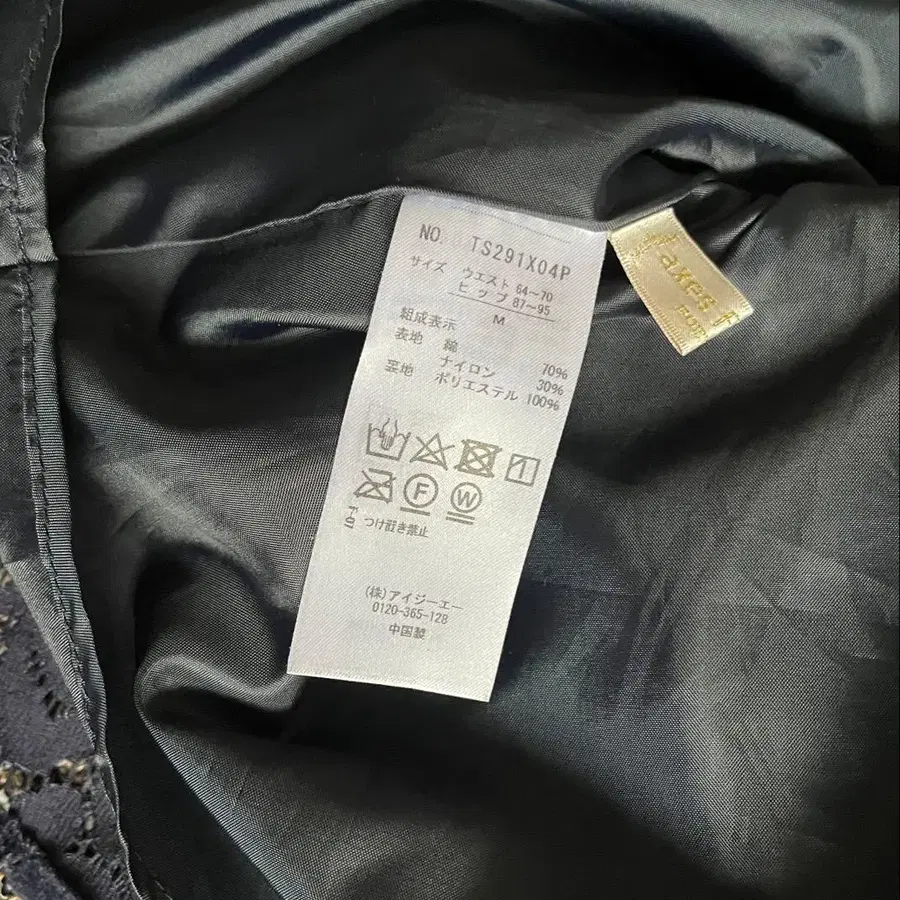 NO. TS291X04P
サイズ ウエスト 64〜70
ヒップ 87〜95
M
組成表示
表地 綿 70%
ナイロン 30%
裏地 ポリエステル 100%
1
F W
つけ置き禁止
(株)アイジーエー
0120-365-128
中国製
axes